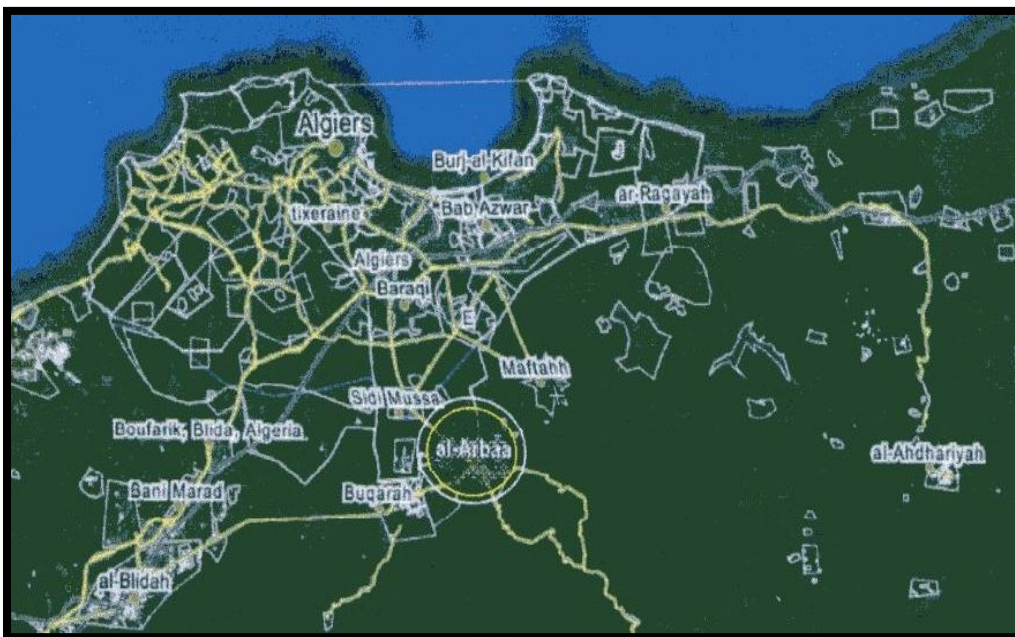 Algiers
Burj-al-Kifan
ar-Ragayah
tixeraine
Bab Azwar
Algiers
Baraqi
E
Maftahh
Sidi Mussa
Boufarik, Blida, Algeria
al-Arbaa
al-Ahdhariyah
Bani Marad
Buqarah
al-Blidah